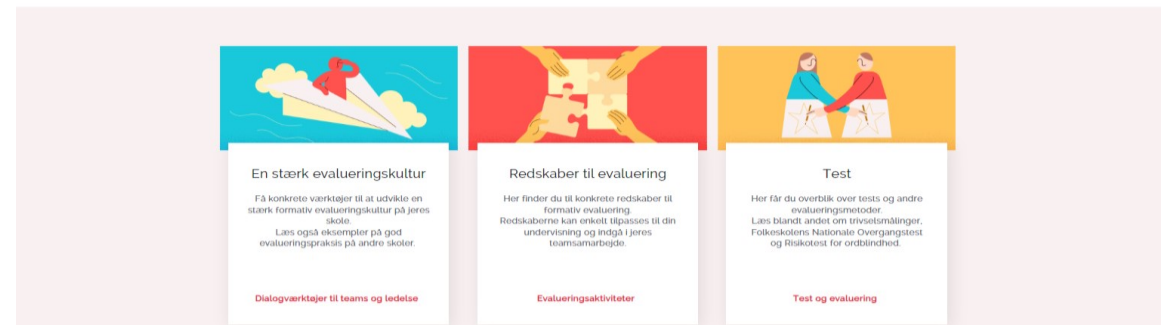 En stærk evalueringskultur
Få konkrete værktøjer til at udvikle en
stærk formativ evalueringskultur på jeres
skole.
Læs også eksempler på god
evalueringspraksis på andre skoler.
Dialogværktøjer til teams og ledelse
Redskaber til evaluering
Her finder du til konkrete redskaber til
formativ evaluering.
Redskaberne kan enkelt tilpasses til din
undervisning og indgå i jeres
teamsamarbejde.
Evalueringsaktiviteter
Test
Her får du overblik over tests og andre
evalueringsmetoder.
Læs blandt andet om trivselsmålinger,
Folkeskolens Nationale Overgangstest
og Risikotest for ordblindhed.
Test og evaluering